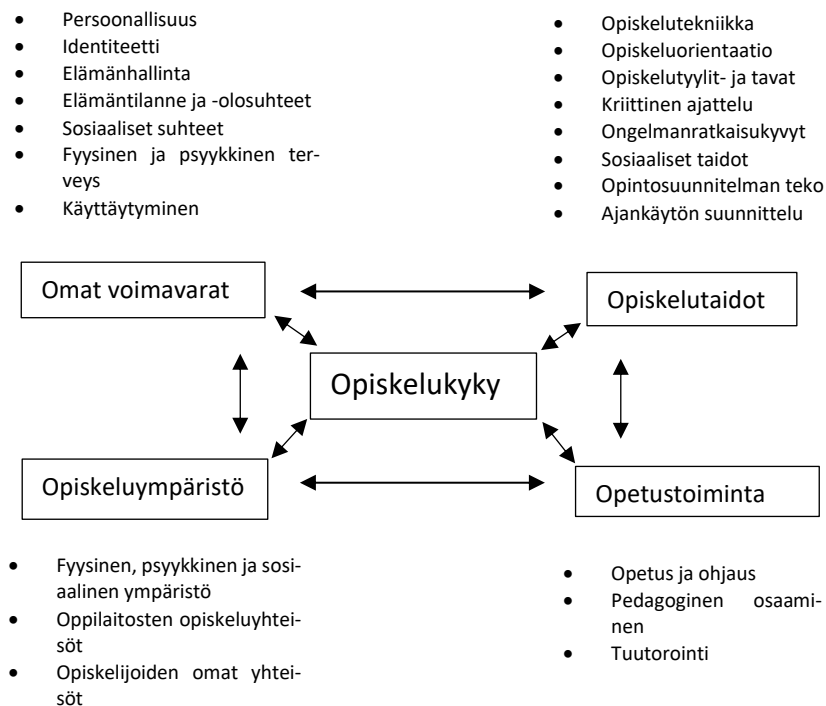 • Persoonallisuus
• Identiteetti
• Elämänhallinta
• Elämäntilanne ja -olosuhteet
• Sosiaaliset suhteet
• Fyysinen ja psyykkinen ter-
veys
• Käyttäytyminen
• Opiskelutekniikka
• Opiskeluorientaatio
• Opiskelutyylit- ja tavat
• Kriittinen ajattelu
• Ongelmanratkaisukyvyt
• Sosiaaliset taidot
• Opintosuunnitelman teko
• Ajankäytön suunnittelu
Omat voimavarat
Opiskelutaidot
Opiskelukyky
Opiskeluympäristö
Opetustoiminta
• Fyysinen, psyykkinen ja sosi-
aalinen ympäristö
• Oppilaitosten opiskeluyhtei-
söt
• Opiskelijoiden omat yhtei-
söt
• Opetus ja ohjaus
• Pedagoginen osaami-
nen
• Tuutorointi